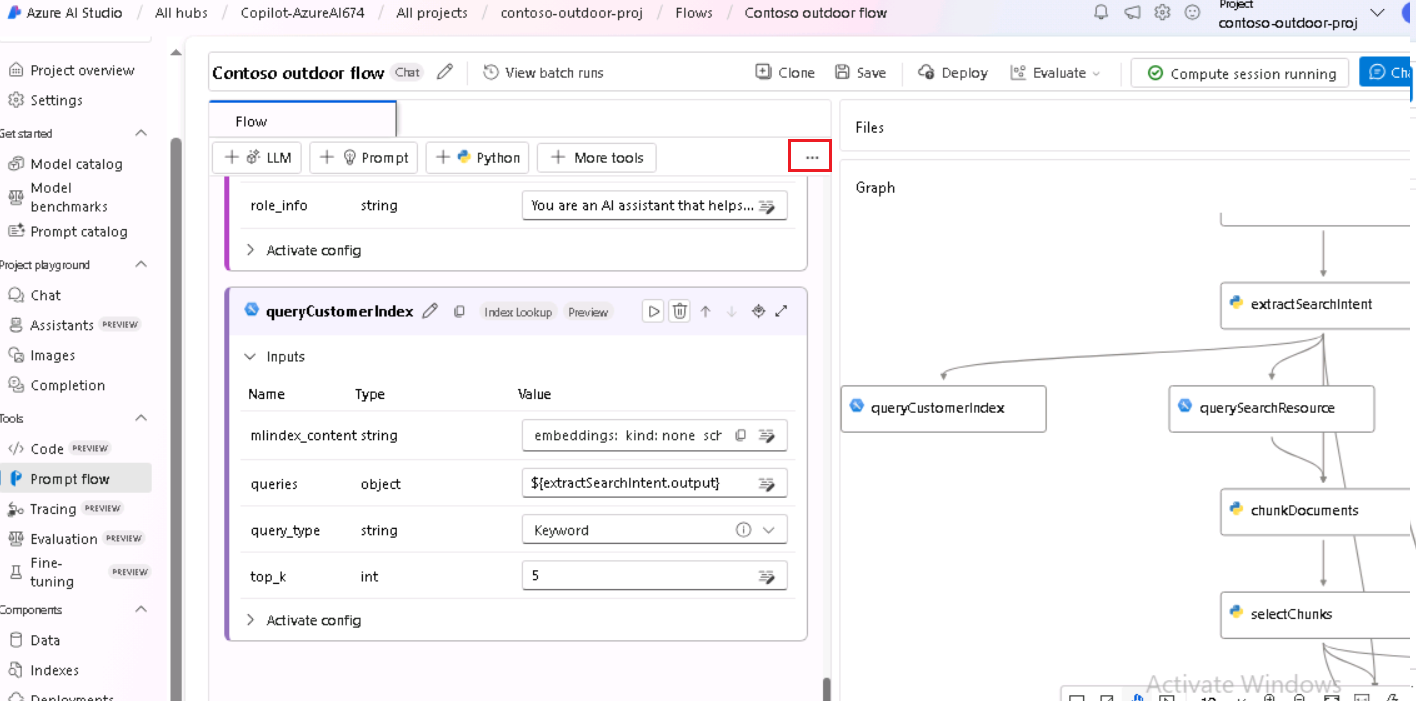 Azure AI Studio / All hubs / Copilot-AzureAI674 / All projects / contoso-outdoor-proj / Flows / Contoso outdoor flow
Project
contoso-outdoor-proj
Project overview
Settings
Get started
Model catalog
Model
benchmarks
Prompt catalog
Project playground
Chat
Assistants PREVIEW
Images
Completion
Tools
Code PREVIEW
Prompt flow
Tracing PREVIEW
Evaluation PREVIEW
Fine-
tuning PREVIEW
Components
Data
Indexes
Deployments
Contoso outdoor flow Chat View batch runs Clone Save Deploy Evaluate Compute session running
Flow
LLM Prompt Python More tools ...
role_info string You are an AI assistant that helps...
Activate config
queryCustomerIndex Index Lookup Preview
Inputs
Name Type Value
mlindex_content string embeddings: kind: none sch
queries object ${extractSearchIntent.output}
query_type string Keyword
top_k int 5
Activate config
Files
Graph
extractSearchIntent
queryCustomerIndex querySearchResource
chunkDocuments
selectChunks
Activate Windows